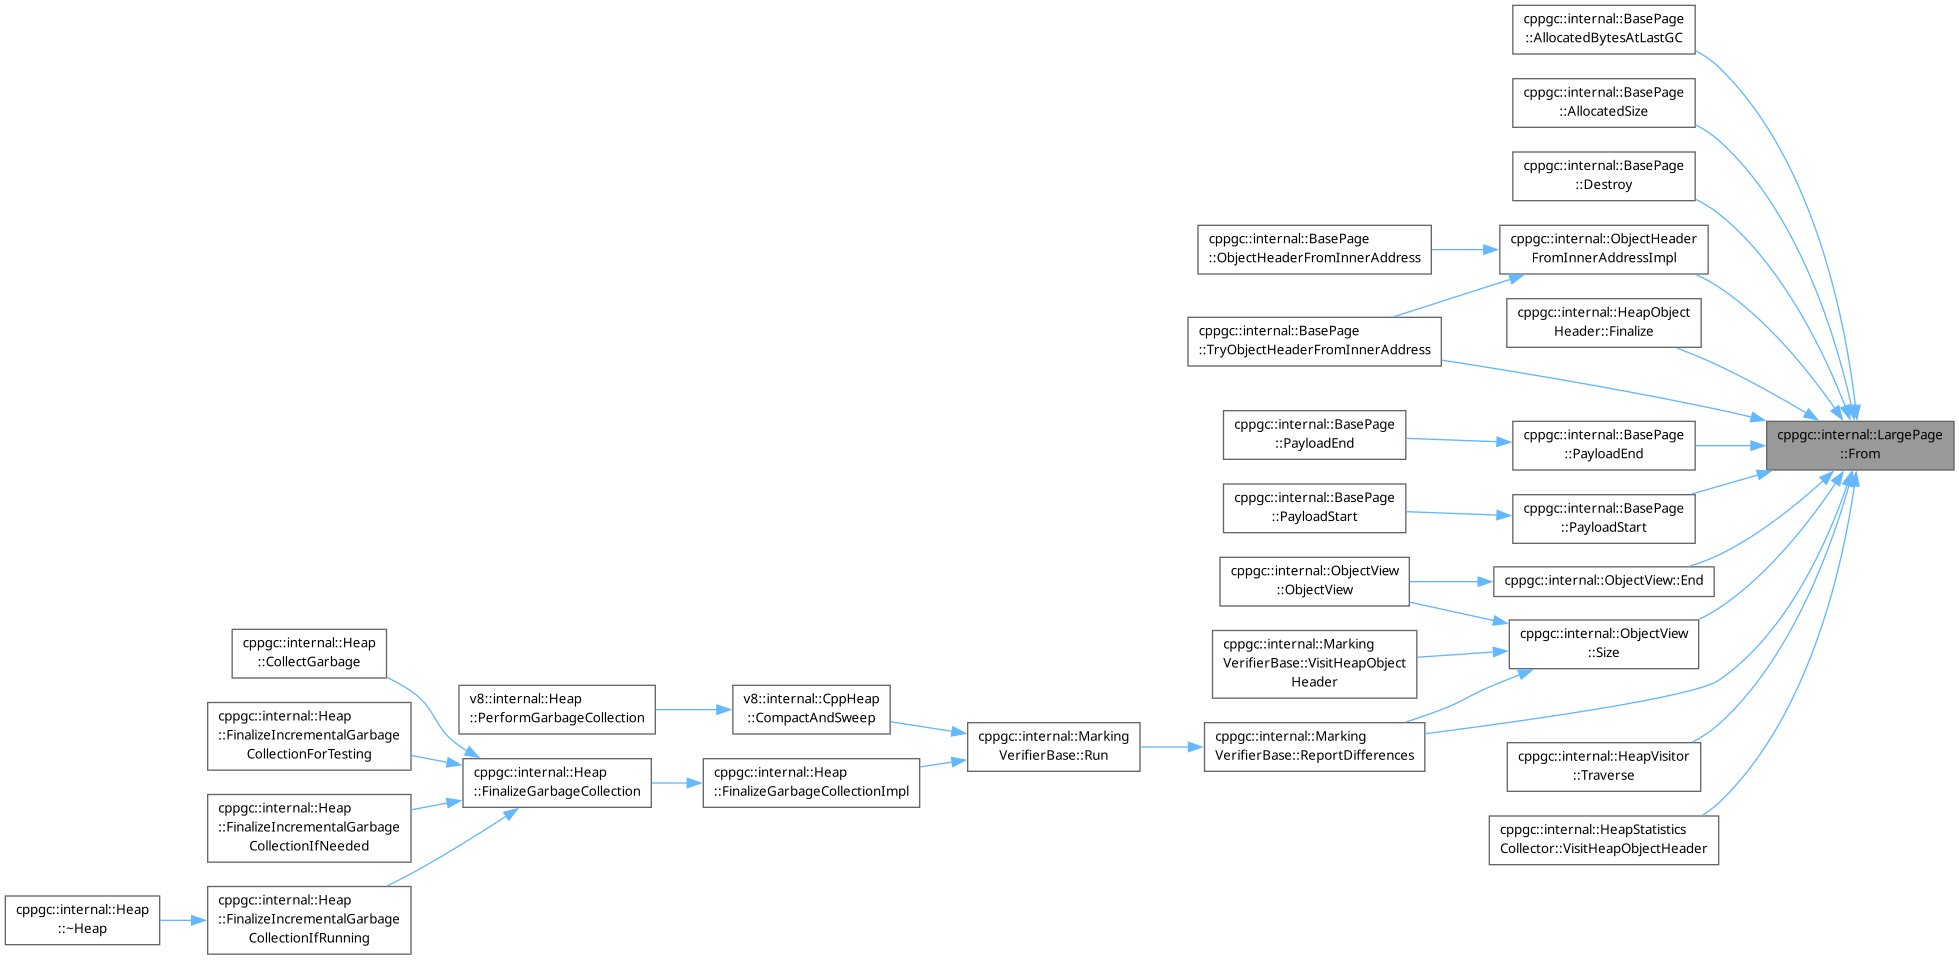 cppgc::internal::BasePage
::AllocatedBytesAtLastGC
cppgc::internal::BasePage
::AllocatedSize
cppgc::internal::BasePage
::Destroy
cppgc::internal::BasePage
::ObjectHeaderFromInnerAddress
cppgc::internal::ObjectHeader
FromInnerAddressImpl
cppgc::internal::HeapObject
Header::Finalize
cppgc::internal::BasePage
::TryObjectHeaderFromInnerAddress
cppgc::internal::BasePage
::PayloadEnd
cppgc::internal::BasePage
::PayloadEnd
cppgc::internal::LargePage
::From
cppgc::internal::BasePage
::PayloadStart
cppgc::internal::BasePage
::PayloadStart
cppgc::internal::ObjectView
::ObjectView
cppgc::internal::ObjectView::End
cppgc::internal::Marking
VerifierBase::VisitHeapObject
Header
cppgc::internal::ObjectView
::Size
cppgc::internal::Heap
::CollectGarbage
v8::internal::Heap
::PerformGarbageCollection
v8::internal::CppHeap
::CompactAndSweep
cppgc::internal::Heap
::FinalizeIncrementalGarbage
CollectionForTesting
cppgc::internal::Marking
VerifierBase::Run
cppgc::internal::Marking
VerifierBase::ReportDifferences
cppgc::internal::HeapVisitor
::Traverse
cppgc::internal::Heap
::FinalizeGarbageCollection
cppgc::internal::Heap
::FinalizeGarbageCollectionImpl
cppgc::internal::Heap
::FinalizeIncrementalGarbage
CollectionIfNeeded
cppgc::internal::HeapStatistics
Collector::VisitHeapObjectHeader
cppgc::internal::Heap
::~Heap
cppgc::internal::Heap
::FinalizeIncrementalGarbage
CollectionIfRunning